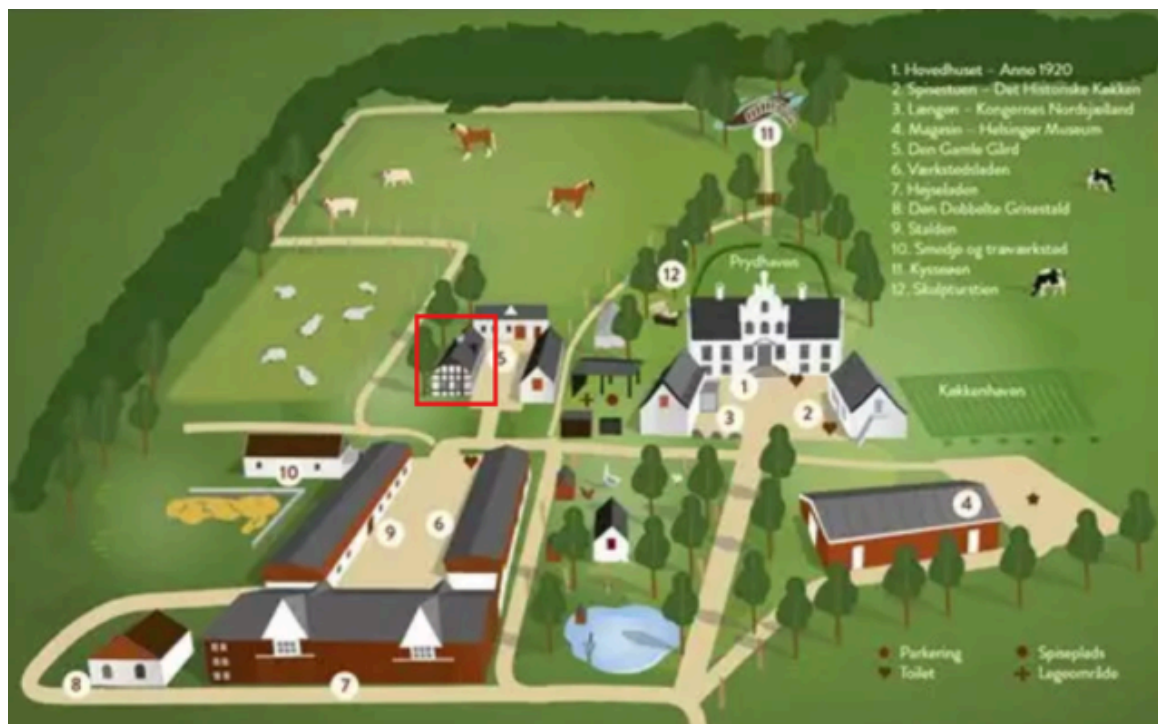 1. Hovedhuset – Anno 1920
2. Spisestuen – Det Historiske Køkken
3. Længen – Kongernes Nordsjælland
4. Magasin – Helsingør Museum
5. Den Gamle Gård
6. Værkstedsladen
7. Hejseladen
8. Den Dobbelte Grisestald
9. Stalden
10. Smedje og træværksted
11. Kysseøen
12. Skulpturstien
11
12
Prydhaven
5
1
Køkkenhaven
3
2
10
9
6
4
8
7
Parkering
Spiseplads
Toilet
Legeområde